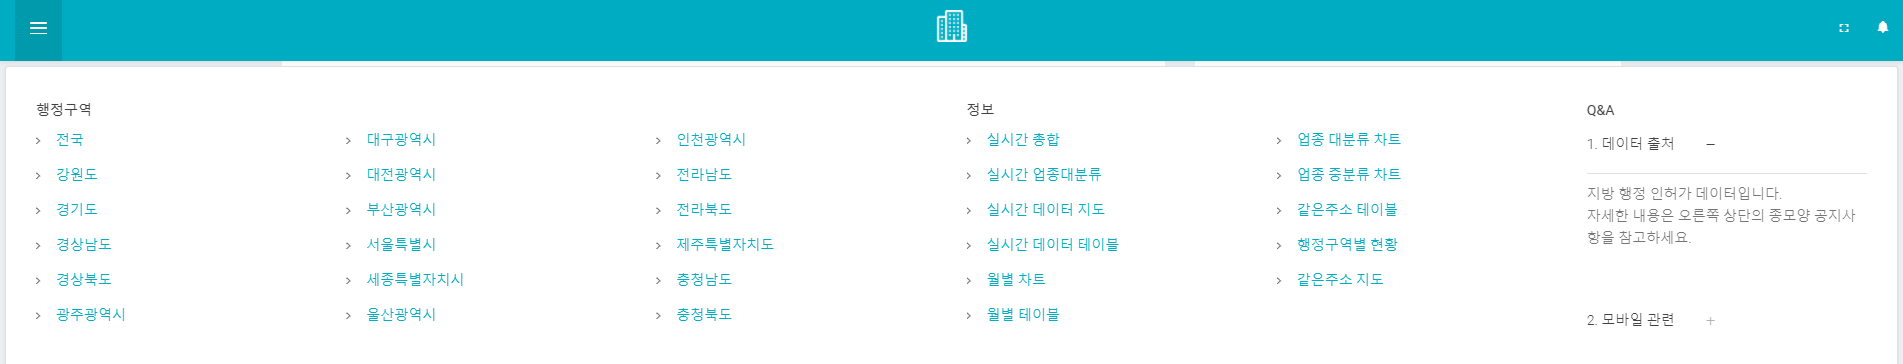 행정구역
전국
강원도
경기도
경상남도
경상북도
광주광역시
대구광역시
대전광역시
부산광역시
서울특별시
세종특별자치시
울산광역시
인천광역시
전라남도
전라북도
제주특별자치도
충청남도
충청북도
정보
실시간 총합
실시간 업종대분류
실시간 데이터 지도
실시간 데이터 테이블
월별 차트
월별 테이블
업종 대분류 차트
업종 중분류 차트
같은주소 테이블
행정구역별 현황
같은주소 지도
Q&A
1. 데이터 출처 −
지방 행정 인허가 데이터입니다.
자세한 내용은 오른쪽 상단의 종모양 공지사
항을 참고하세요.
2. 모바일 관련 +